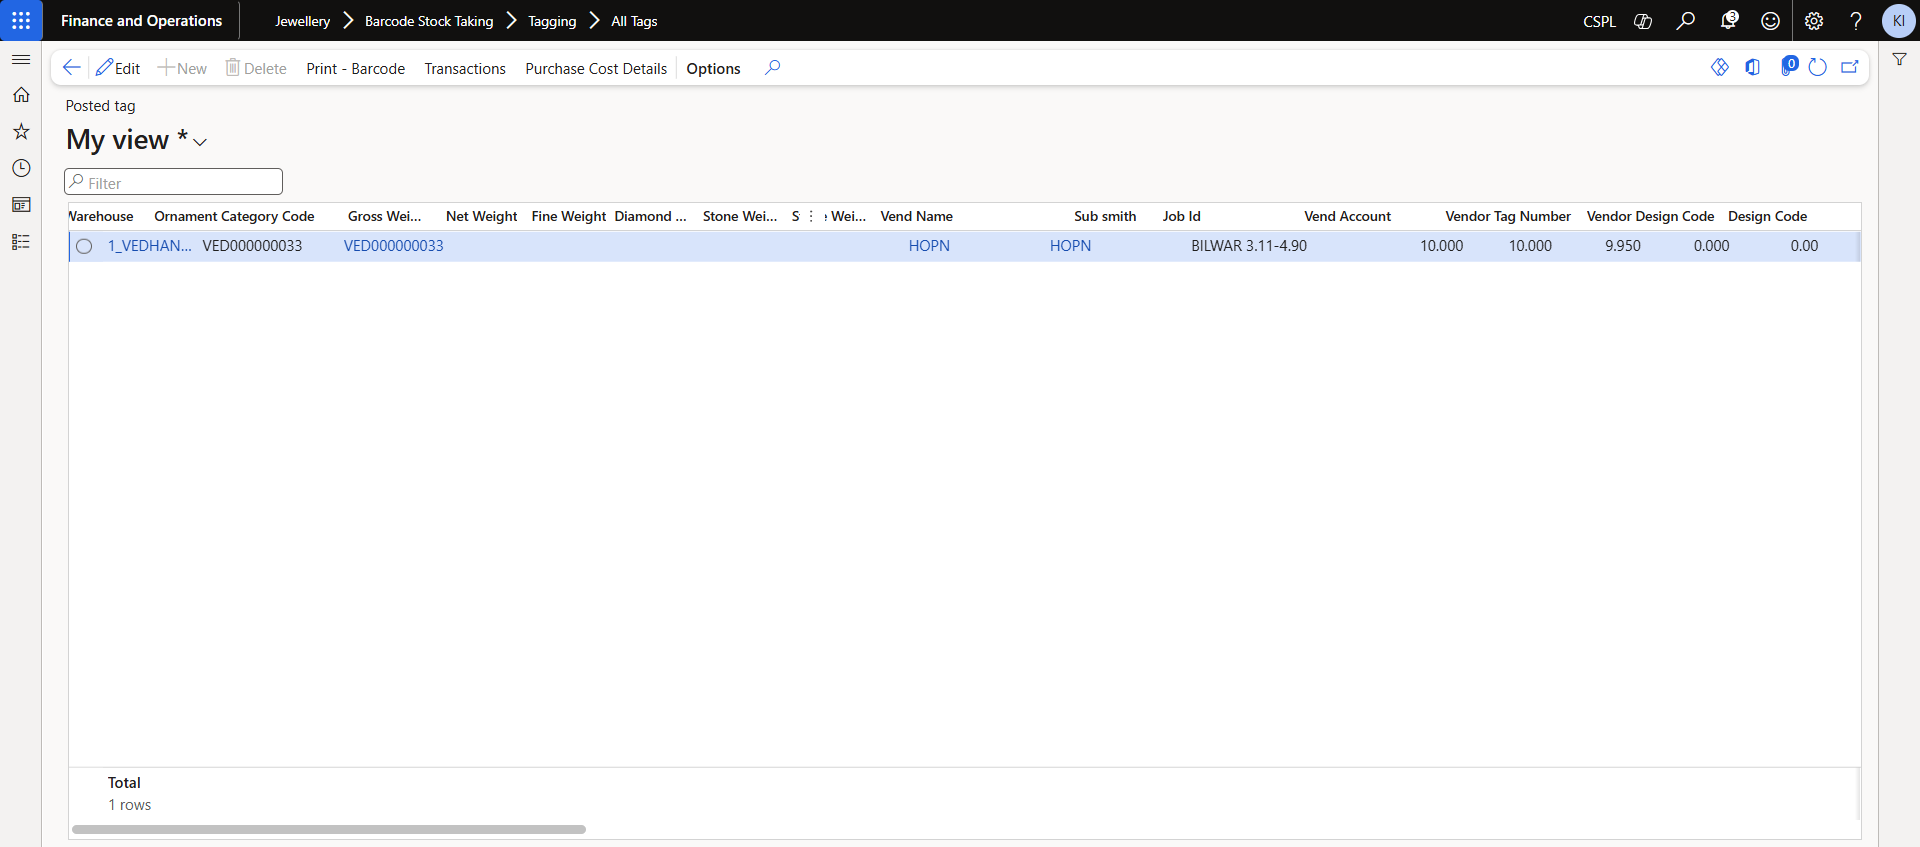 Finance and Operations Jewellery Barcode Stock Taking Tagging All Tags CSPL 3 ? KI
Edit New Delete Print - Barcode Transactions Purchase Cost Details Options 0
Posted tag
My view *
Filter
Warehouse Ornament Category Code Gross Wei... Net Weight Fine Weight Diamond ... Stone Wei... Wei... Vend Name Sub smith Job Id Vend Account Vendor Tag Number Vendor Design Code Design Code
1_VEDHAN... VED000000033 VED000000033 HOPN HOPN BILWAR 3.11-4.90 10.000 10.000 9.950 0.000 0.00
Total
1 rows